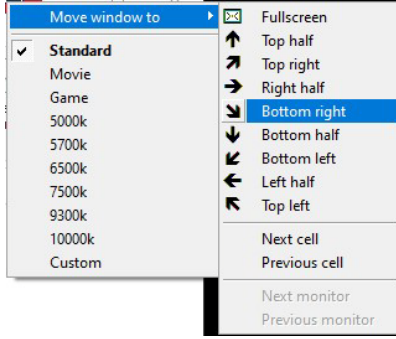 Move window to
Standard
Movie
Game
5000k
5700k
6500k
7500k
9300k
10000k
Custom
Fullscreen
Top half
Top right
Right half
Bottom right
Bottom half
Bottom left
Left half
Top left
Next cell
Previous cell
Next monitor
Previous monitor